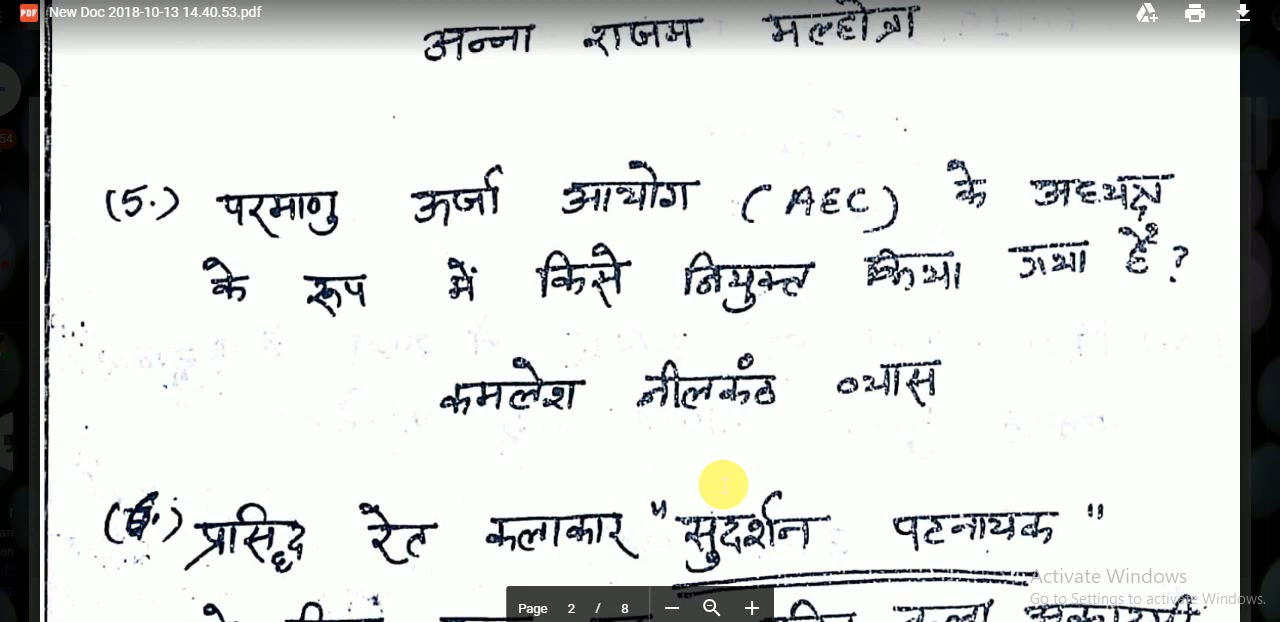 New Doc 2018-10-13 14.40.53.pdf
अन्ना राजम मल्होत्रा
(5.) परमाणु ऊर्जा आयोग (AEC) के अध्यक्ष
के रूप में किसे नियुक्त किया गया है?
कमलेश नीलकंठ व्यास
(6.) प्रासिद्ध रेत कलाकार "सुदर्शन पटनायक"
Activate Windows
Go to Settings to activate Windows.
Page 2 / 8